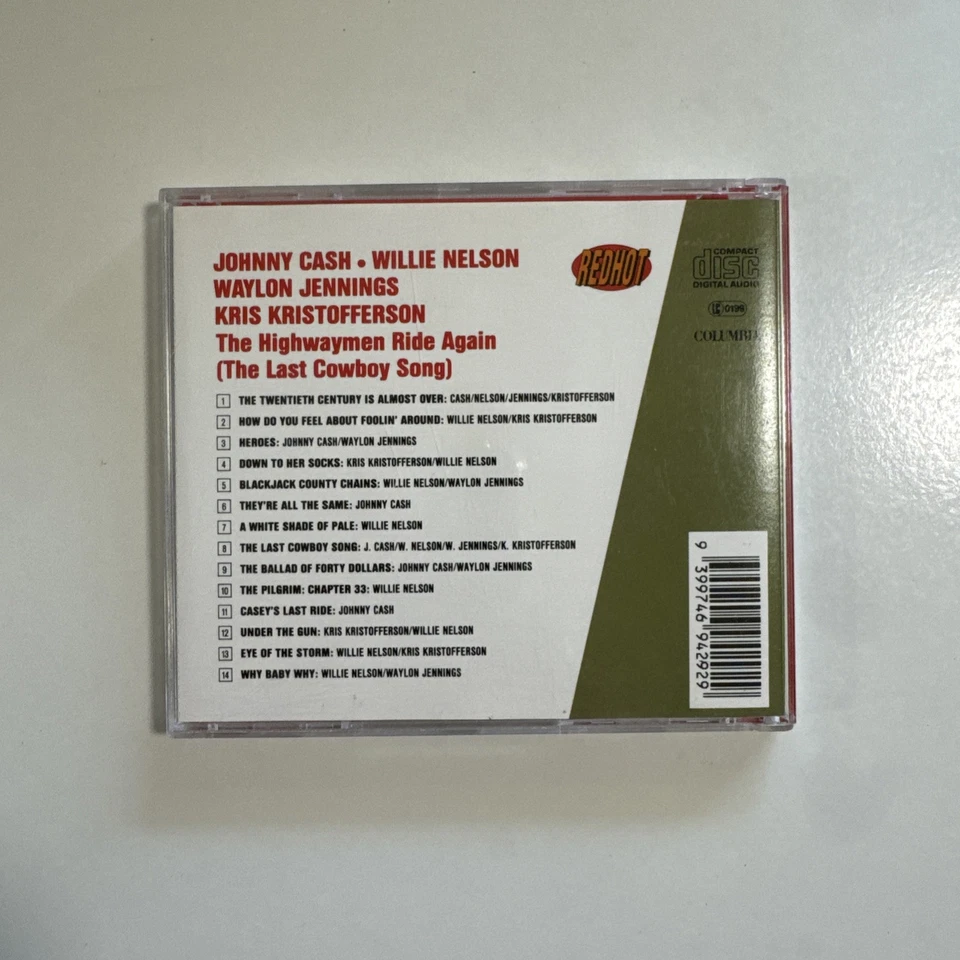 JOHNNY CASH • WILLIE NELSON
WAYLON JENNINGS
KRIS KRISTOFFERSON
The Highwaymen Ride Again
(The Last Cowboy Song)
REDHOT
COMPACT
disc
DIGITAL AUDIO
LC 0199
COLUMBIA
1 THE TWENTIETH CENTURY IS ALMOST OVER: CASH/NELSON/JENNINGS/KRISTOFFERSON
2 HOW DO YOU FEEL ABOUT FOOLIN' AROUND: WILLIE NELSON/KRIS KRISTOFFERSON
3 HEROES: JOHNNY CASH/WAYLON JENNINGS
4 DOWN TO HER SOCKS: KRIS KRISTOFFERSON/WILLIE NELSON
5 BLACKJACK COUNTY CHAINS: WILLIE NELSON/WAYLON JENNINGS
6 THEY'RE ALL THE SAME: JOHNNY CASH
7 A WHITE SHADE OF PALE: WILLIE NELSON
8 THE LAST COWBOY SONG: J. CASH/W. NELSON/W. JENNINGS/K. KRISTOFFERSON
9 THE BALLAD OF FORTY DOLLARS: JOHNNY CASH/WAYLON JENNINGS
10 THE PILGRIM: CHAPTER 33: WILLIE NELSON
11 CASEY'S LAST RIDE: JOHNNY CASH
12 UNDER THE GUN: KRIS KRISTOFFERSON/WILLIE NELSON
13 EYE OF THE STORM: WILLIE NELSON/KRIS KRISTOFFERSON
14 WHY BABY WHY: WILLIE NELSON/WAYLON JENNINGS
9 399746 942929